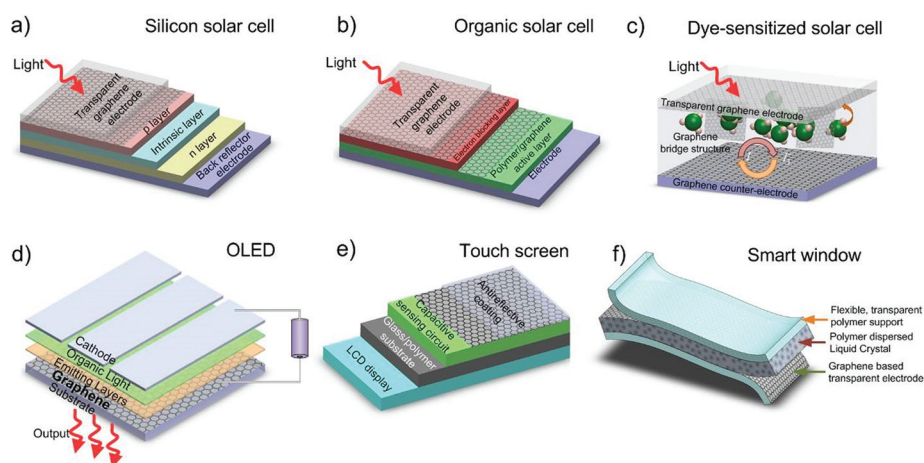 a)
Silicon solar cell
Light
Transparent
graphene
electrode
p layer
Intrinsic layer
n layer
Back reflector
electrode
b)
Organic solar cell
Light
Transparent
graphene
electrode
Electron blocking layer
Polymer/graphene
active layer
Electrode
c)
Dye-sensitized solar cell
Light
Transparent graphene electrode
Graphene
bridge structure
Graphene counter-electrode
d)
OLED
Cathode
Organic Light
Emitting Layers
Graphene
Substrate
Output
e)
Touch screen
Antireflective
coating
Capacitive
sensing circuit
Glass/polymer
substrate
LCD display
f)
Smart window
Flexible, transparent
polymer support
Polymer dispersed
Liquid Crystal
Graphene based
transparent electrode